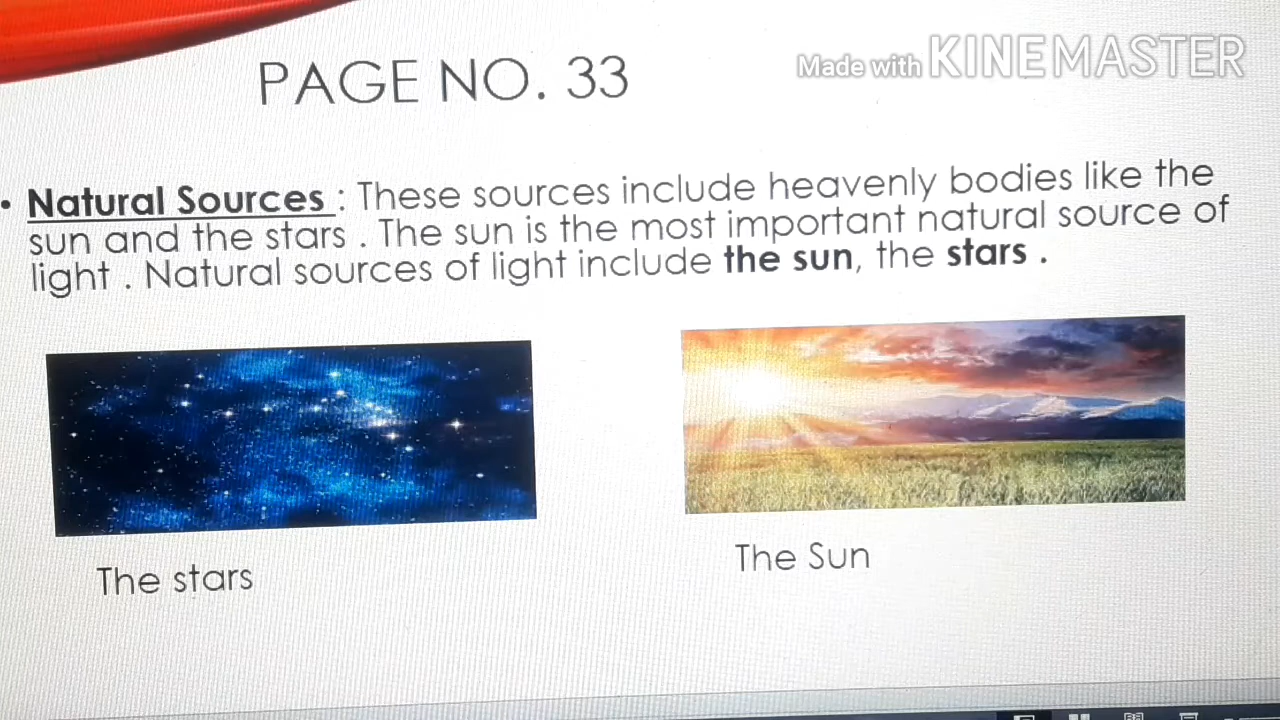 PAGE NO. 33
Made with KINEMASTER
• Natural Sources : These sources include heavenly bodies like the
sun and the stars . The sun is the most important natural source of
light . Natural sources of light include the sun, the stars .
The stars
The Sun